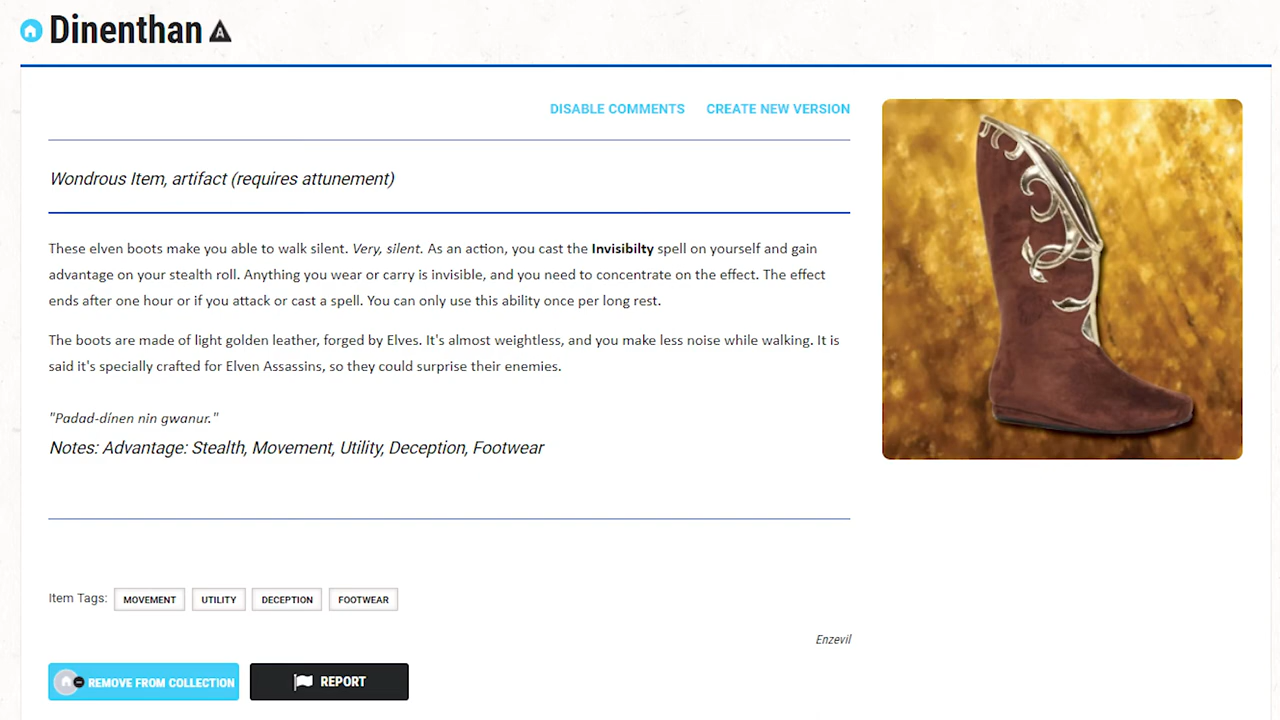 Dinenthan A
DISABLE COMMENTS CREATE NEW VERSION
Wondrous Item, artifact (requires attunement)
These elven boots make you able to walk silent. Very, silent. As an action, you cast the Invisibilty spell on yourself and gain
advantage on your stealth roll. Anything you wear or carry is invisible, and you need to concentrate on the effect. The effect
ends after one hour or if you attack or cast a spell. You can only use this ability once per long rest.
The boots are made of light golden leather, forged by Elves. It's almost weightless, and you make less noise while walking. It is
said it's specially crafted for Elven Assassins, so they could surprise their enemies.
"Padad-dínen nin gwanur."
Notes: Advantage: Stealth, Movement, Utility, Deception, Footwear
Item Tags: MOVEMENT UTILITY DECEPTION FOOTWEAR
Enzevil
REMOVE FROM COLLECTION REPORT